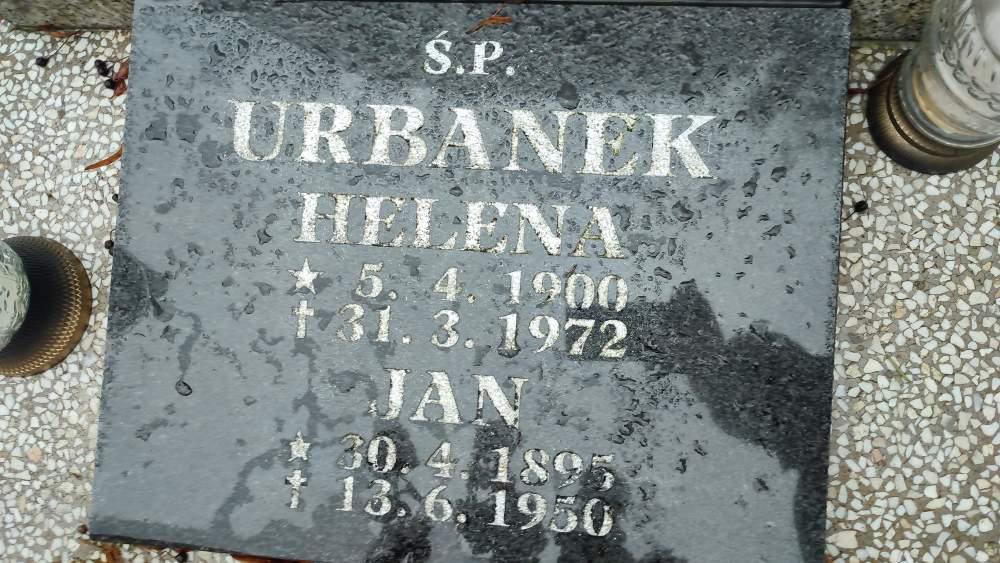 Ś.P.
URBANEK
HELENA
★ 5. 4. 1900
✝ 31. 3. 1972
JAN
★ 30. 4. 1895
✝ 13. 6. 1950